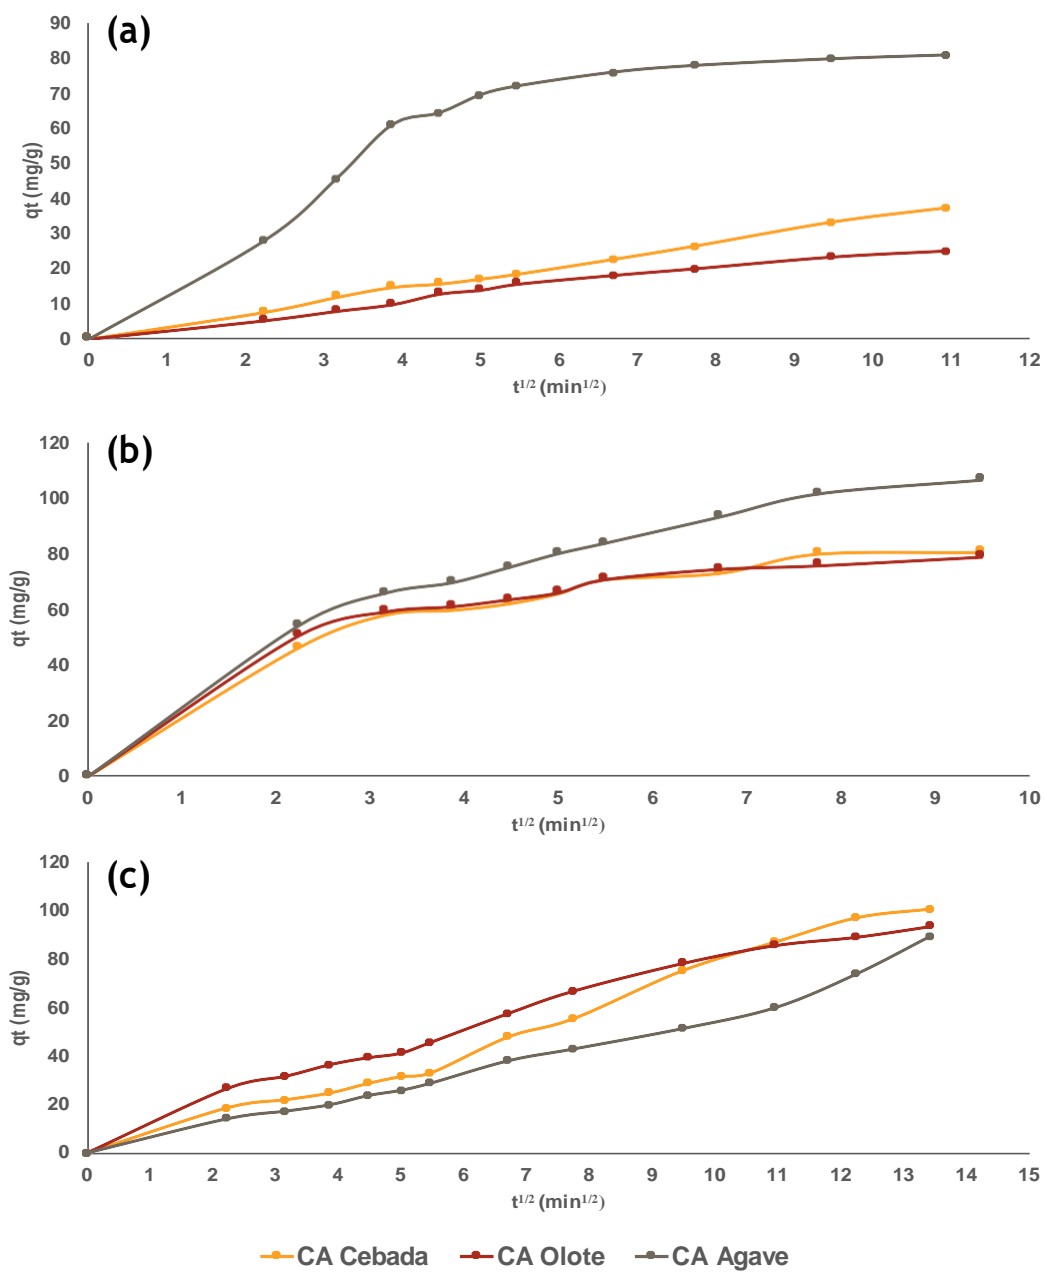 (a)
90
80
70
60
50
40
30
20
10
0
qt (mg/g)
0 1 2 3 4 5 6 7 8 9 10 11 12
t1/2 (min1/2)
(b)
120
100
80
60
40
20
0
qt (mg/g)
0 1 2 3 4 5 6 7 8 9 10
t1/2 (min1/2)
(c)
120
100
80
60
40
20
0
qt (mg/g)
0 1 2 3 4 5 6 7 8 9 10 11 12 13 14 15
t1/2 (min1/2)
CA Cebada CA Olote CA Agave